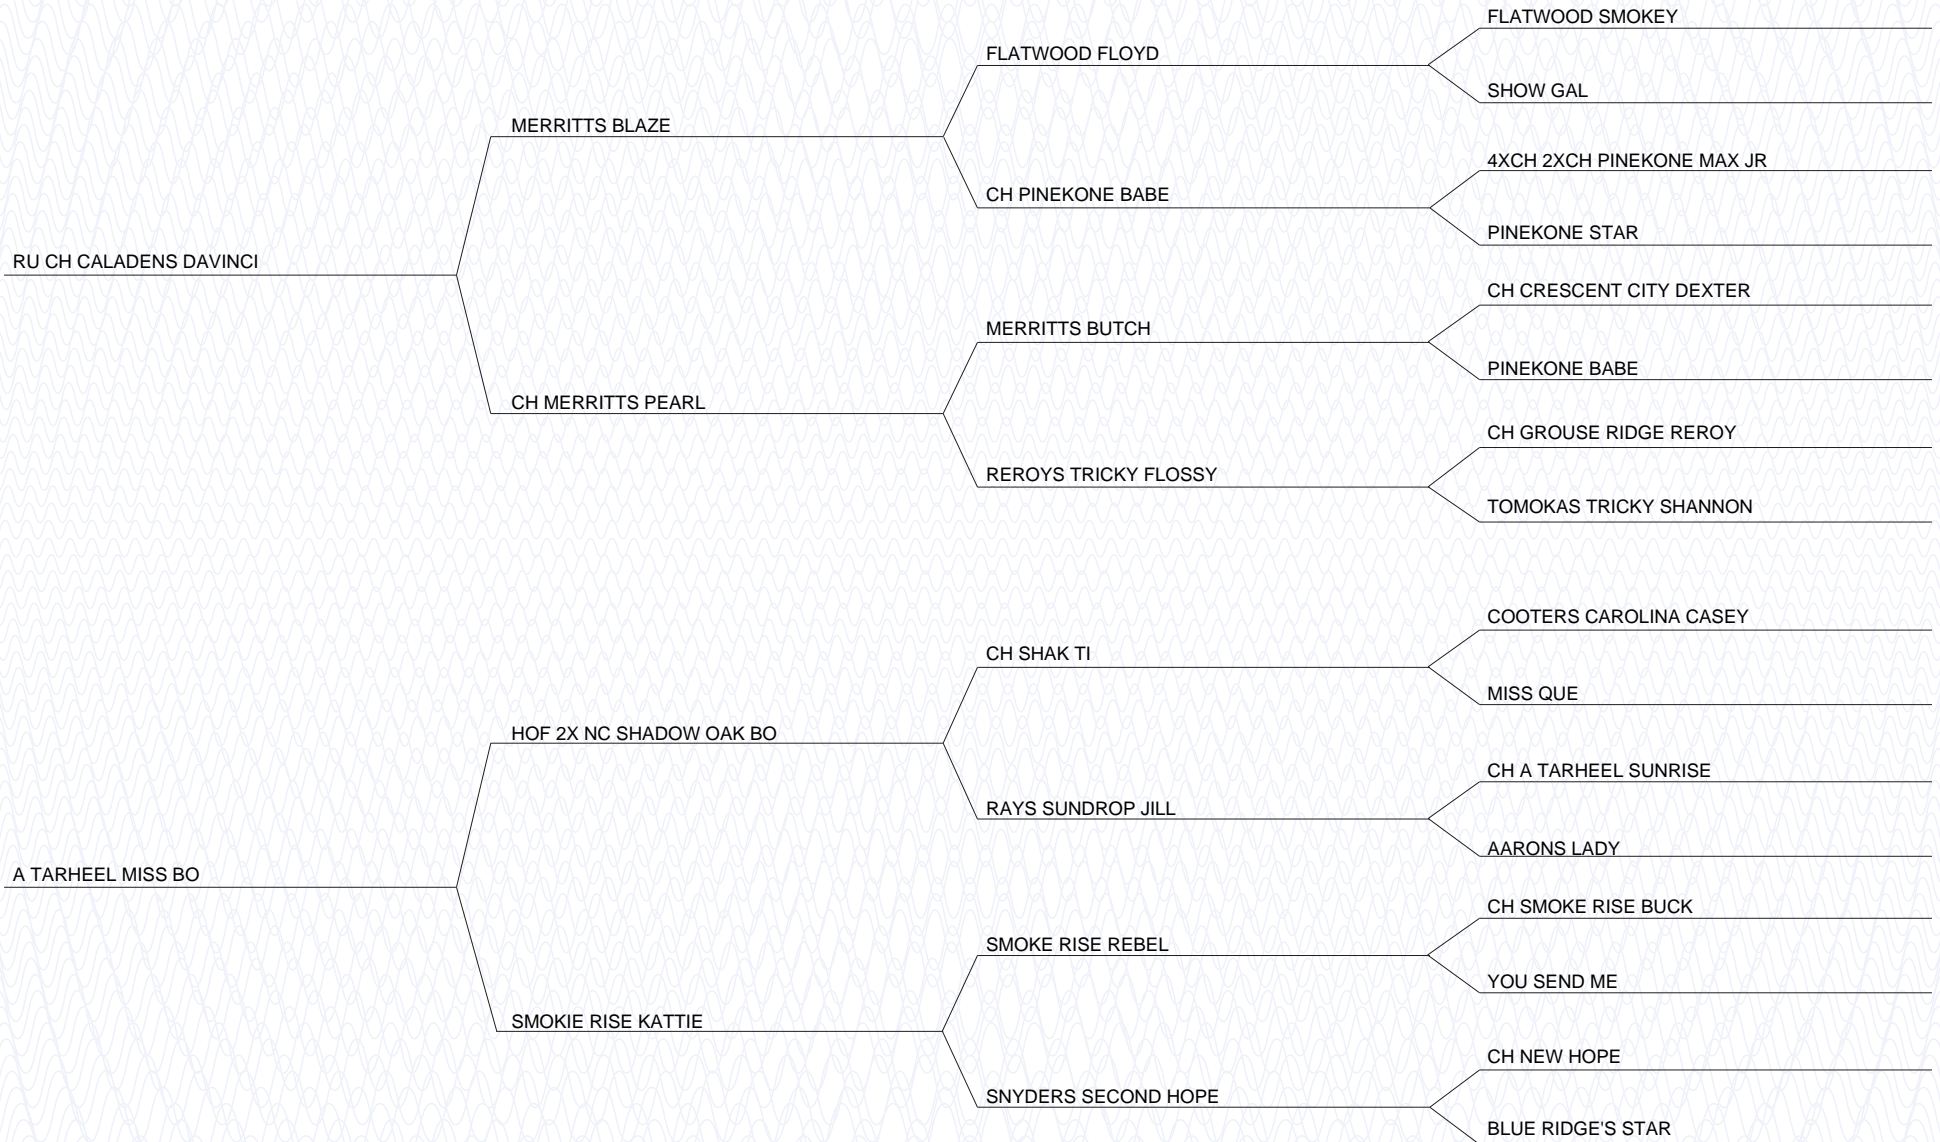 FLATWOOD SMOKEY
FLATWOOD FLOYD
SHOW GAL
MERRITTS BLAZE
4XCH 2XCH PINEKONE MAX JR
CH PINEKONE BABE
PINEKONE STAR
RU CH CALADENS DAVINCI
CH CRESCENT CITY DEXTER
MERRITTS BUTCH
PINEKONE BABE
CH MERRITTS PEARL
CH GROUSE RIDGE REROY
REROYS TRICKY FLOSSY
TOMOKAS TRICKY SHANNON
COOTERS CAROLINA CASEY
CH SHAK TI
MISS QUE
HOF 2X NC SHADOW OAK BO
CH A TARHEEL SUNRISE
RAYS SUNDROP JILL
AARONS LADY
A TARHEEL MISS BO
CH SMOKE RISE BUCK
SMOKE RISE REBEL
YOU SEND ME
SMOKIE RISE KATTIE
CH NEW HOPE
SNYDERS SECOND HOPE
BLUE RIDGE'S STAR